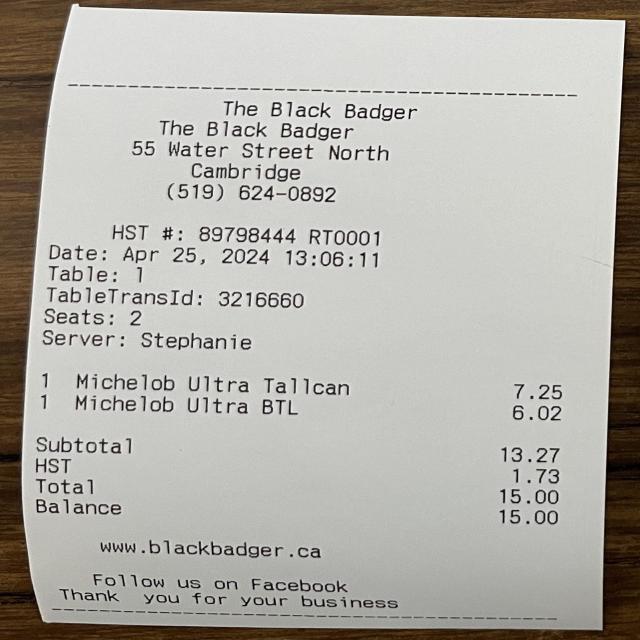 The Black Badger
The Black Badger
55 Water Street North
Cambridge
(519) 624-0892
HST #: 89798444 RT0001
Date: Apr 25, 2024 13:06:11
Table: 1
TableTransId: 3216660
Seats: 2
Server: Stephanie
1 Michelob Ultra Tallcan 7.25
1 Michelob Ultra BTL 6.02
Subtotal 13.27
HST 1.73
Total 15.00
Balance 15.00
www.blackbadger.ca
Follow us on Facebook
Thank you for your business